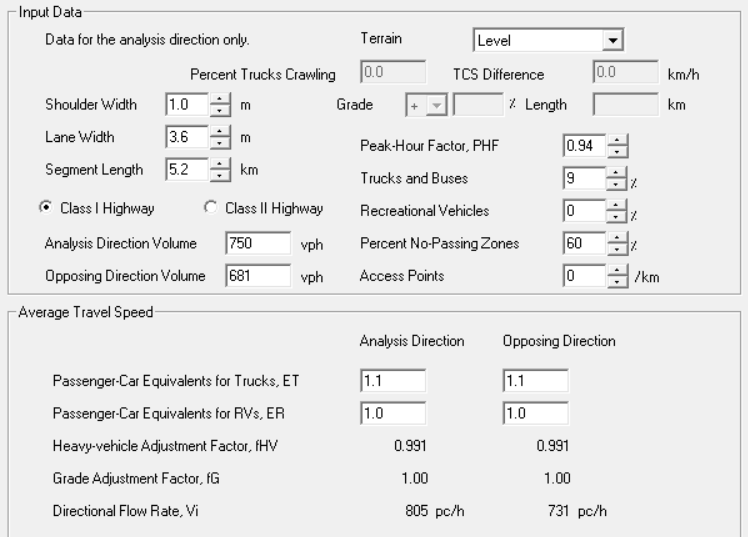 Input Data
Data for the analysis direction only. Terrain Level
Percent Trucks Crawling 0.0 TCS Difference 0.0 km/h
Shoulder Width 1.0 m Grade + % Length km
Lane Width 3.6 m Peak-Hour Factor, PHF 0.94
Segment Length 5.2 km Trucks and Buses 9 %
Class I Highway Class II Highway Recreational Vehicles 0 %
Analysis Direction Volume 750 vph Percent No-Passing Zones 60 %
Opposing Direction Volume 681 vph Access Points 0 /km
Average Travel Speed
Analysis Direction Opposing Direction
Passenger-Car Equivalents for Trucks, ET 1.1 1.1
Passenger-Car Equivalents for RVs, ER 1.0 1.0
Heavy-vehicle Adjustment Factor, fHV 0.991 0.991
Grade Adjustment Factor, fG 1.00 1.00
Directional Flow Rate, Vi 805 pc/h 731 pc/h